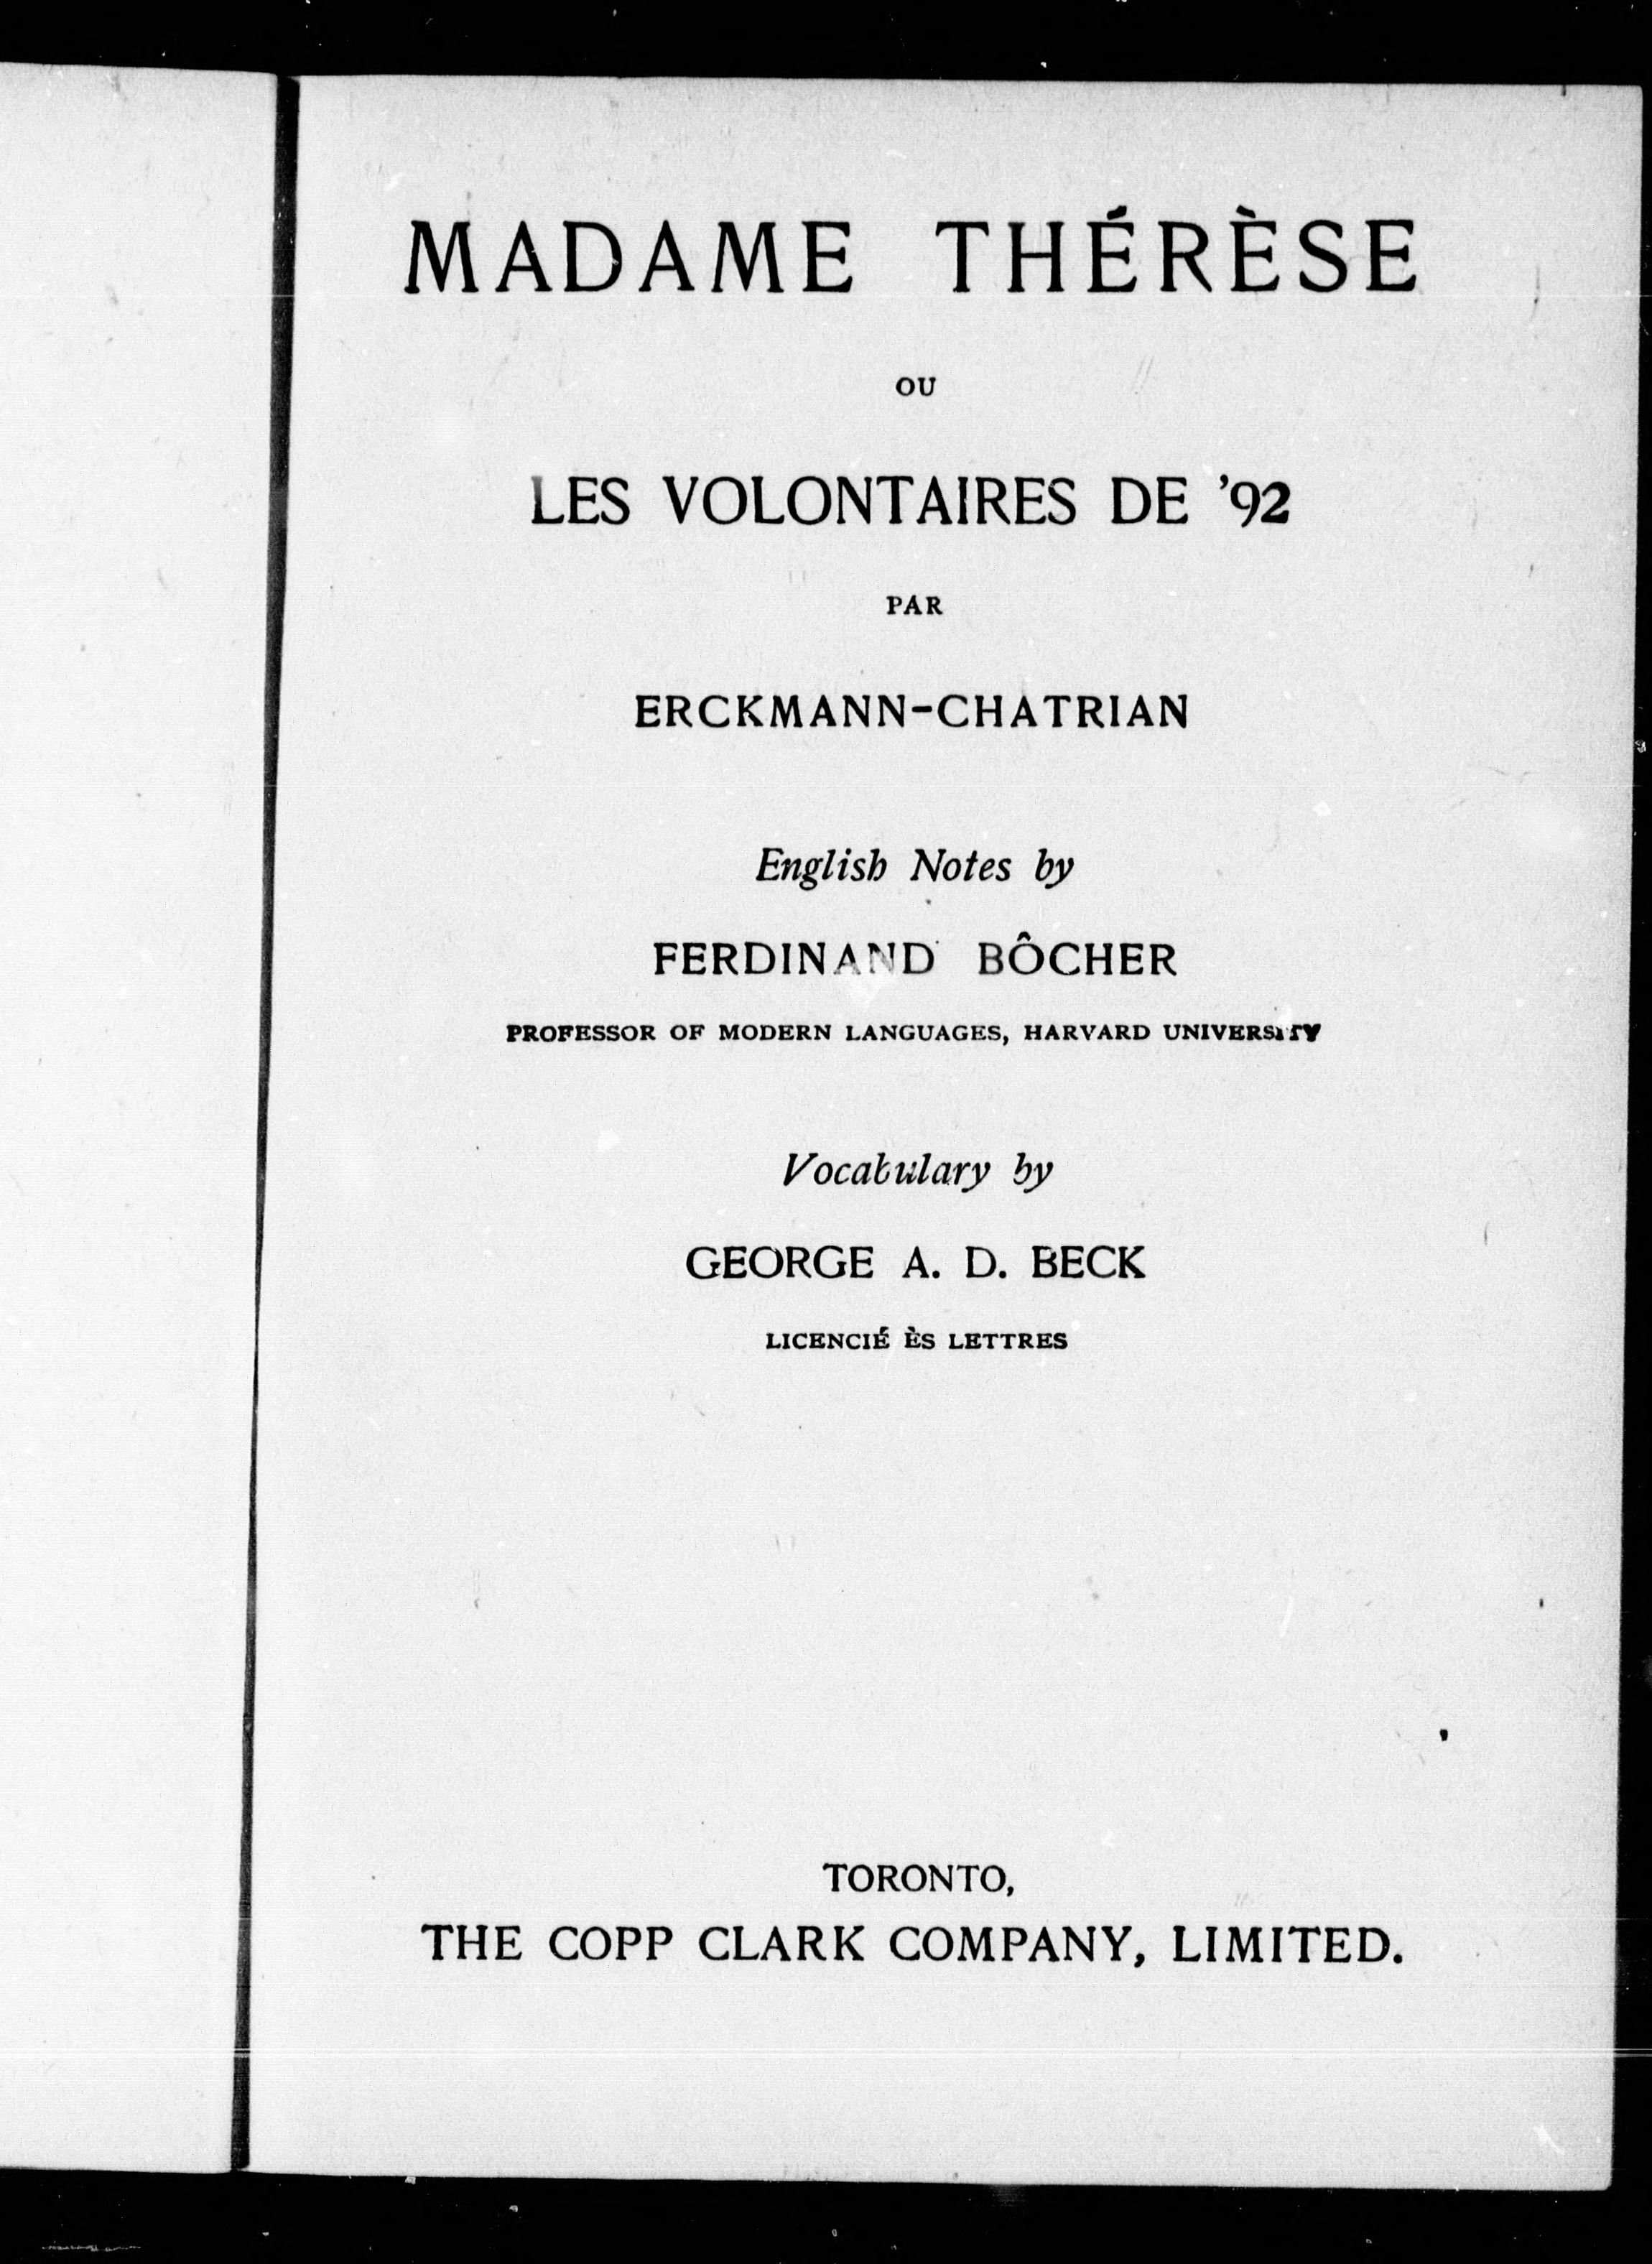 MADAME THÉRÈSE
OU
LES VOLONTAIRES DE '92
PAR
ERCKMANN-CHATRIAN
English Notes by
FERDINAND BÔCHER
PROFESSOR OF MODERN LANGUAGES, HARVARD UNIVERSITY
Vocabulary by
GEORGE A. D. BECK
LICENCIÉ ÈS LETTRES
TORONTO,
THE COPP CLARK COMPANY, LIMITED.